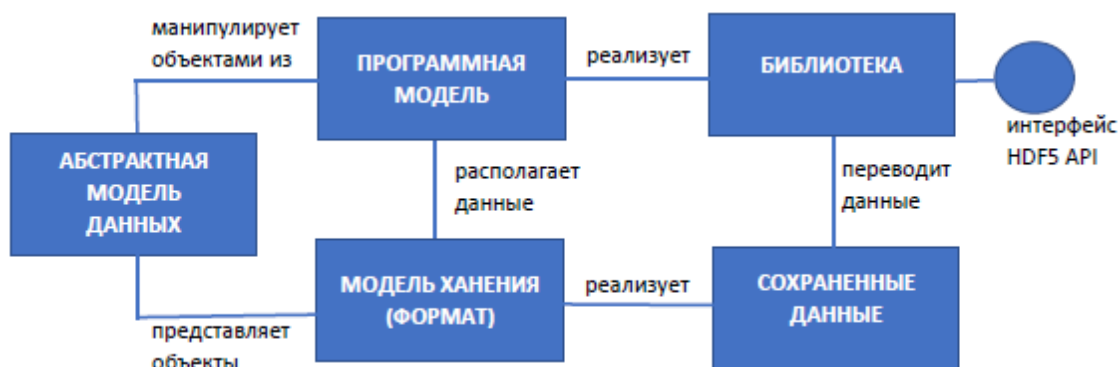 манипулирует
объектами из
ПРОГРАММНАЯ
МОДЕЛЬ
реализует
БИБЛИОТЕКА
интерфейс
HDF5 API
АБСТРАКТНАЯ
МОДЕЛЬ
ДАННЫХ
располагает
данные
переводит
данные
МОДЕЛЬ ХАНЕНИЯ
(ФОРМАТ)
реализует
СОХРАНЕННЫЕ
ДАННЫЕ
представляет
объекты